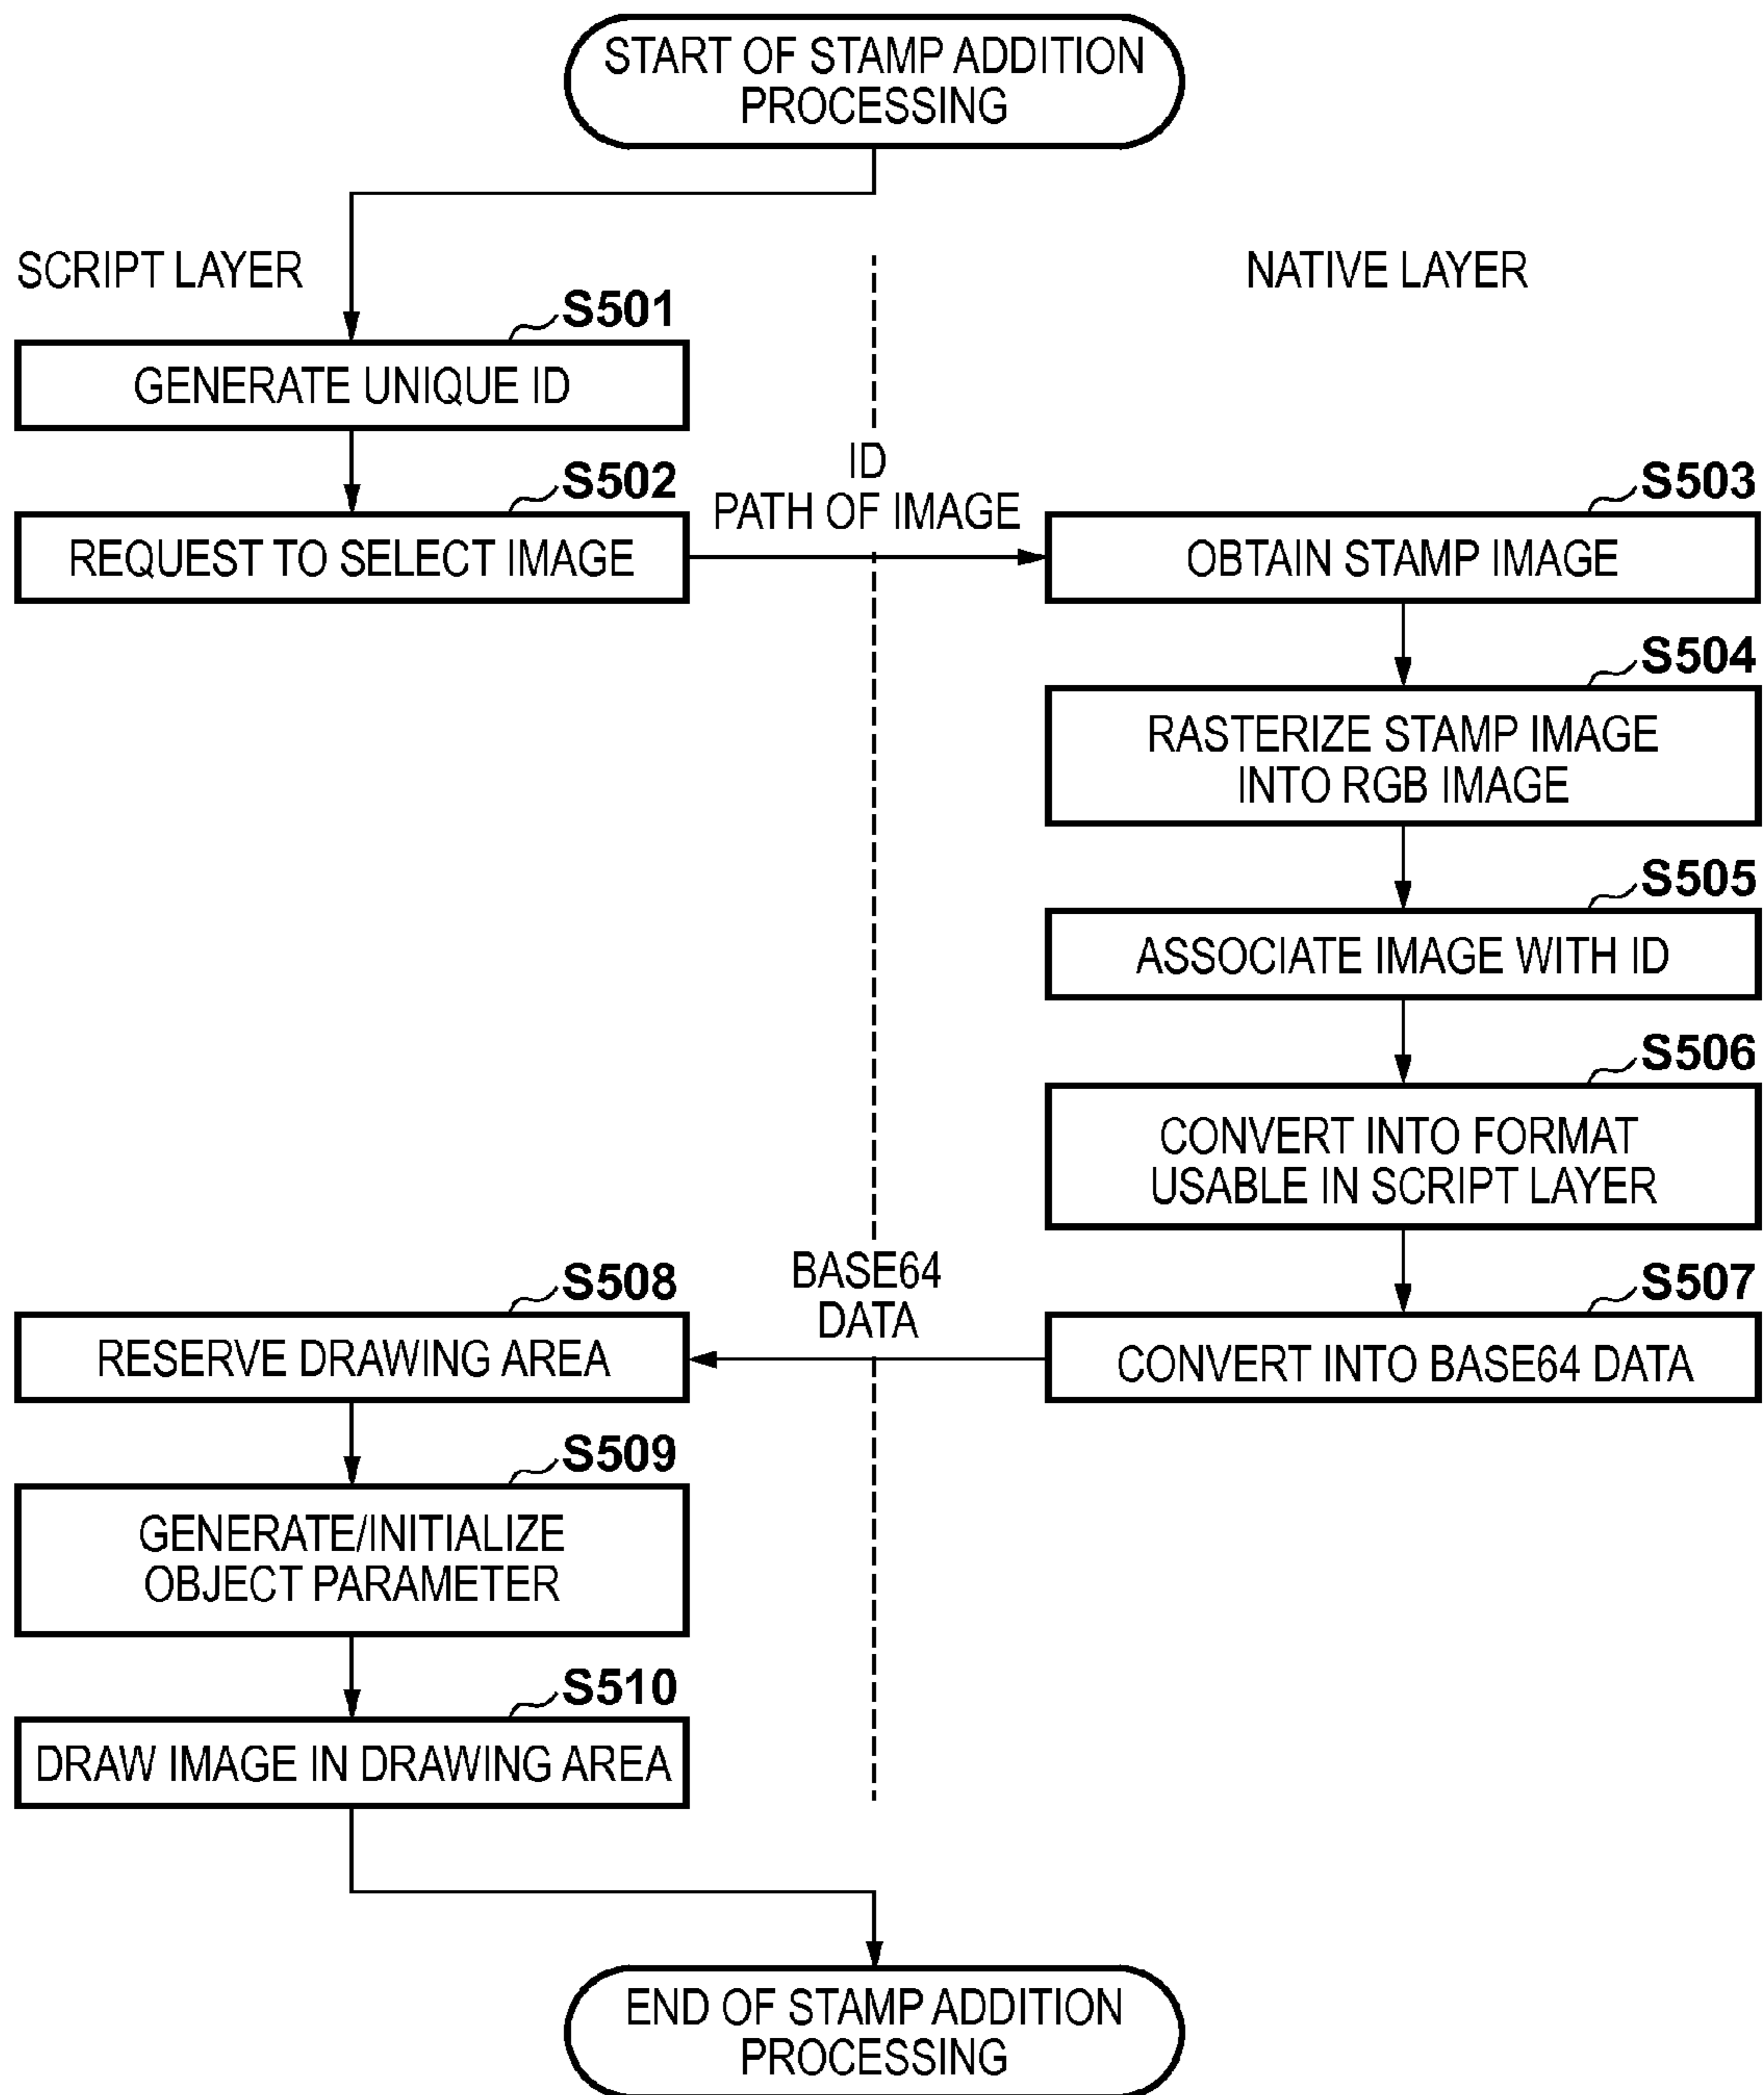 START OF STAMP ADDITION
PROCESSING
SCRIPT LAYER
NATIVE LAYER
S501
GENERATE UNIQUE ID
S502
REQUEST TO SELECT IMAGE
ID
PATH OF IMAGE
S503
OBTAIN STAMP IMAGE
S504
RASTERIZE STAMP IMAGE
INTO RGB IMAGE
S505
ASSOCIATE IMAGE WITH ID
S506
CONVERT INTO FORMAT
USABLE IN SCRIPT LAYER
S507
CONVERT INTO BASE64 DATA
BASE64
DATA
S508
RESERVE DRAWING AREA
S509
GENERATE/INITIALIZE
OBJECT PARAMETER
S510
DRAW IMAGE IN DRAWING AREA
END OF STAMP ADDITION
PROCESSING